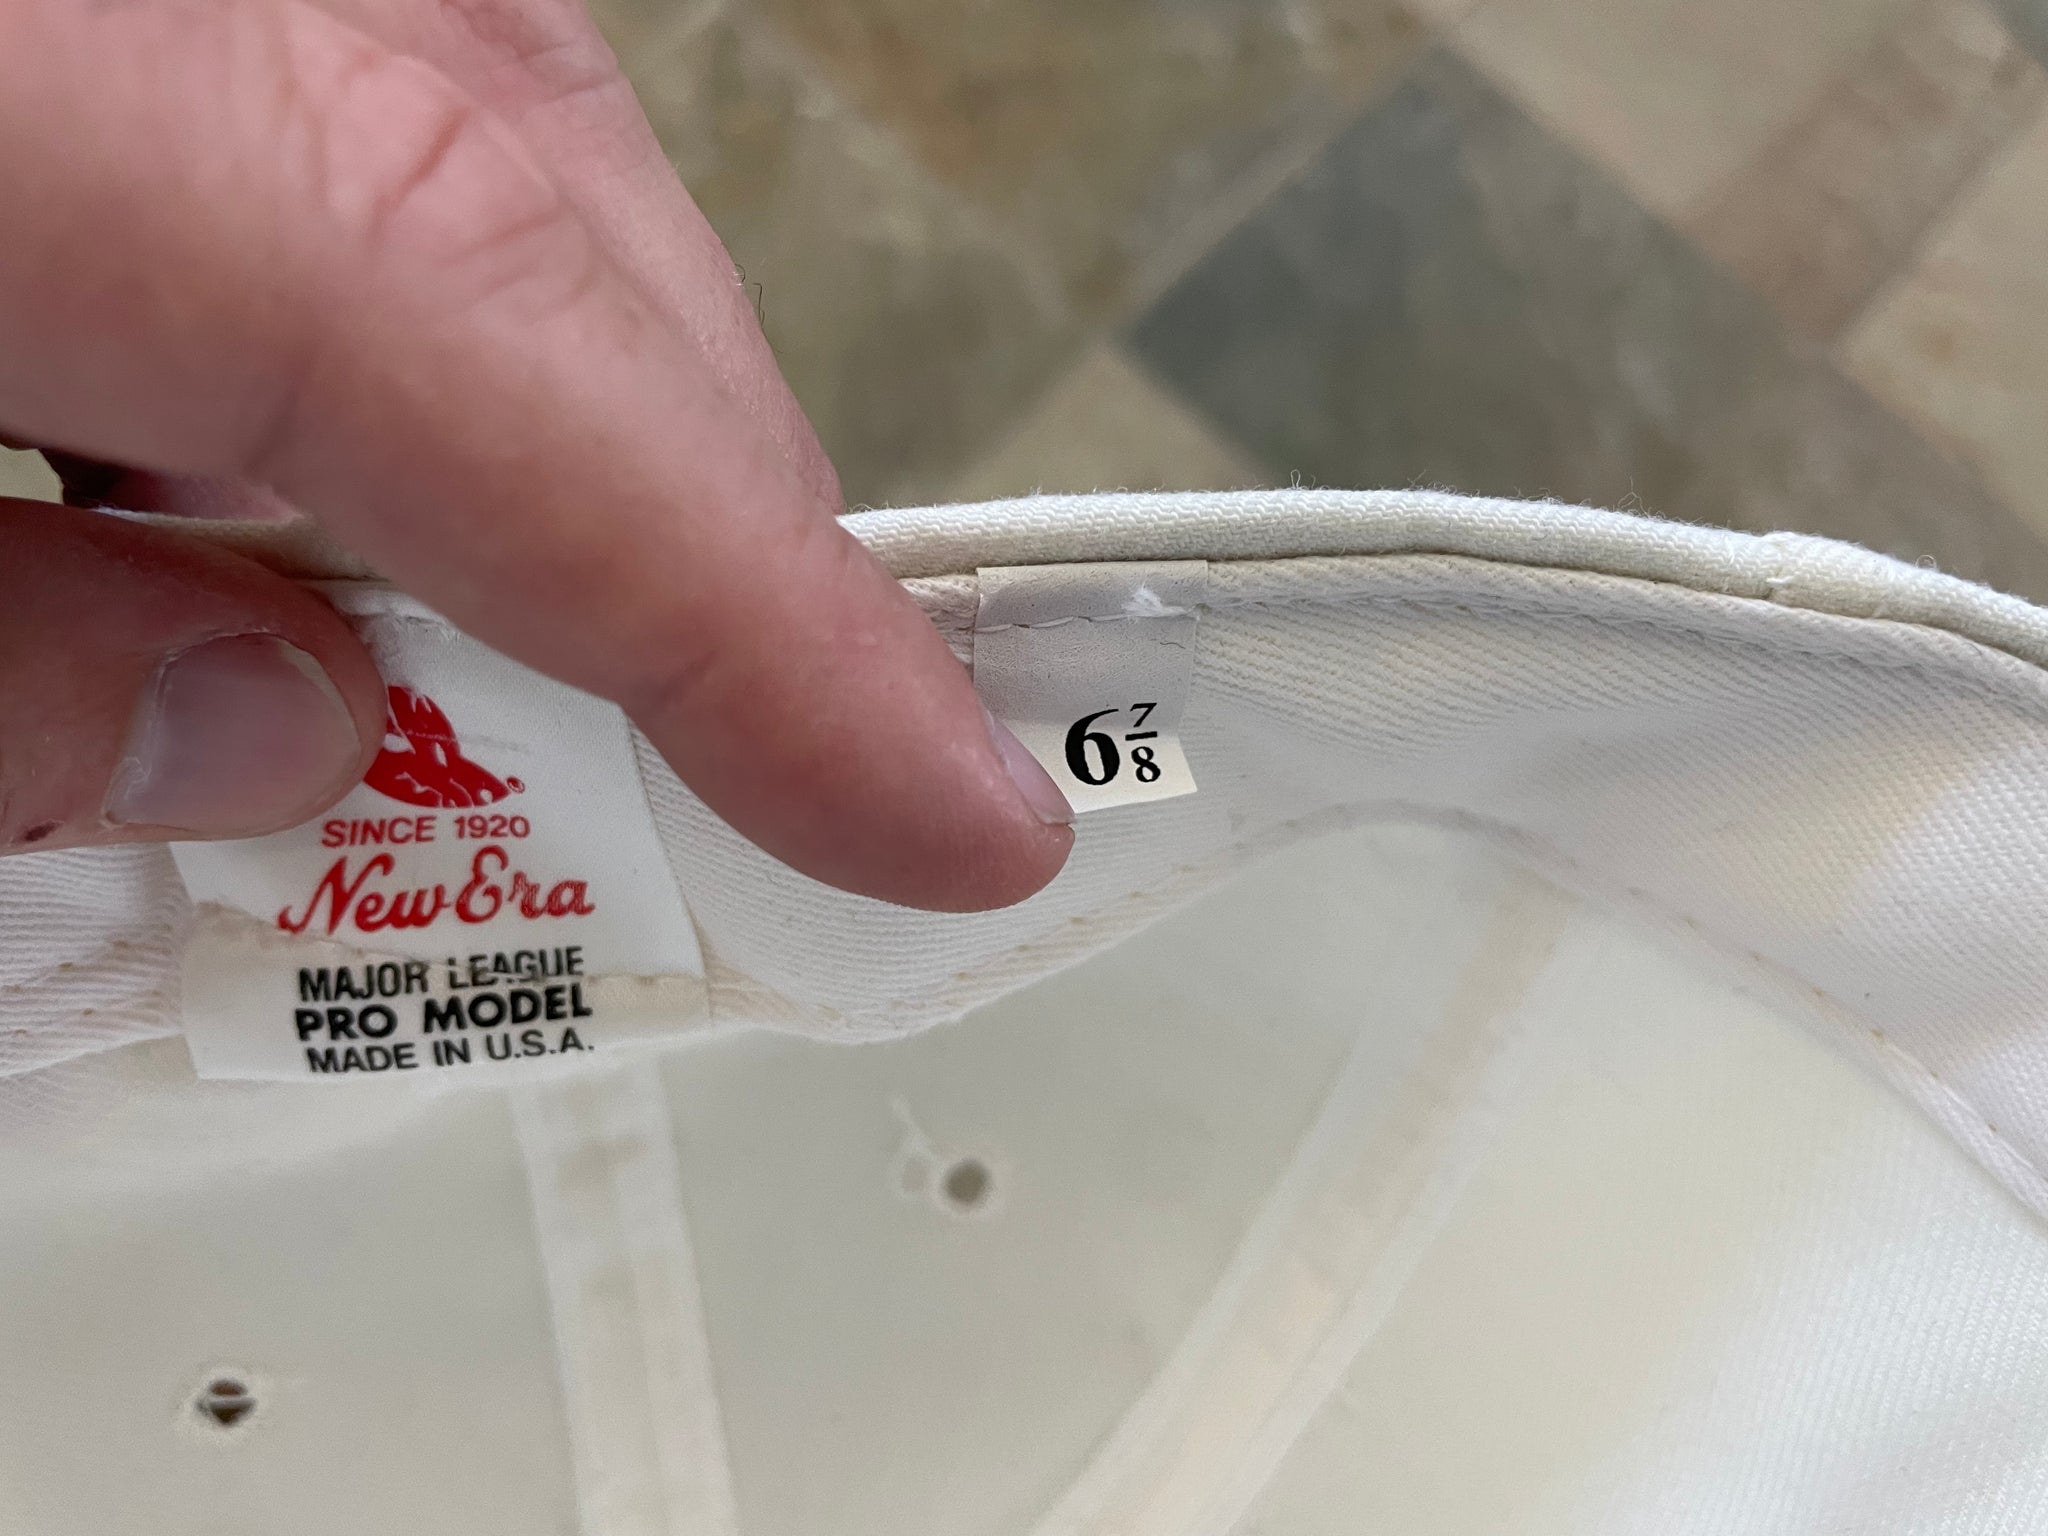 SINCE 1920
New Era
MAJOR LEAGUE
PRO MODEL
MADE IN U.S.A.
6 7/8